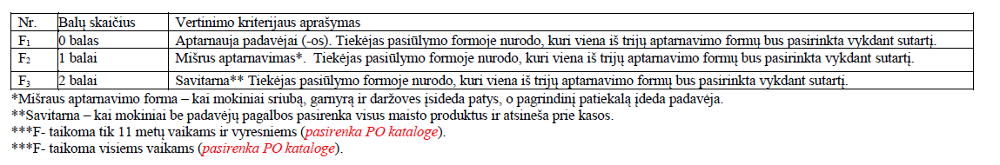 Nr. Balų skaičius Vertinimo kriterijaus aprašymas
F1 0 balas Aptarnauja padavėjai (-os). Tiekėjas pasiūlymo formoje nurodo, kuri viena iš trijų aptarnavimo formų bus pasirinkta vykdant sutartį.
F2 1 balai Mišrus aptarnavimas*. Tiekėjas pasiūlymo formoje nurodo, kuri viena iš trijų aptarnavimo formų bus pasirinkta vykdant sutartį.
F3 2 balai Savitarna** Tiekėjas pasiūlymo formoje nurodo, kuri viena iš trijų aptarnavimo formų bus pasirinkta vykdant sutartį.
*Mišraus aptarnavimo forma – kai mokiniai sriubą, garnyrą ir daržoves įsideda patys, o pagrindinį patiekalą įdeda padavėja.
**Savitarna – kai mokiniai be padavėjų pagalbos pasirenka visus maisto produktus ir atsineša prie kasos.
***F- taikoma tik 11 metų vaikams ir vyresniems (pasirenka PO kataloge).
***F- taikoma visiems vaikams (pasirenka PO kataloge).